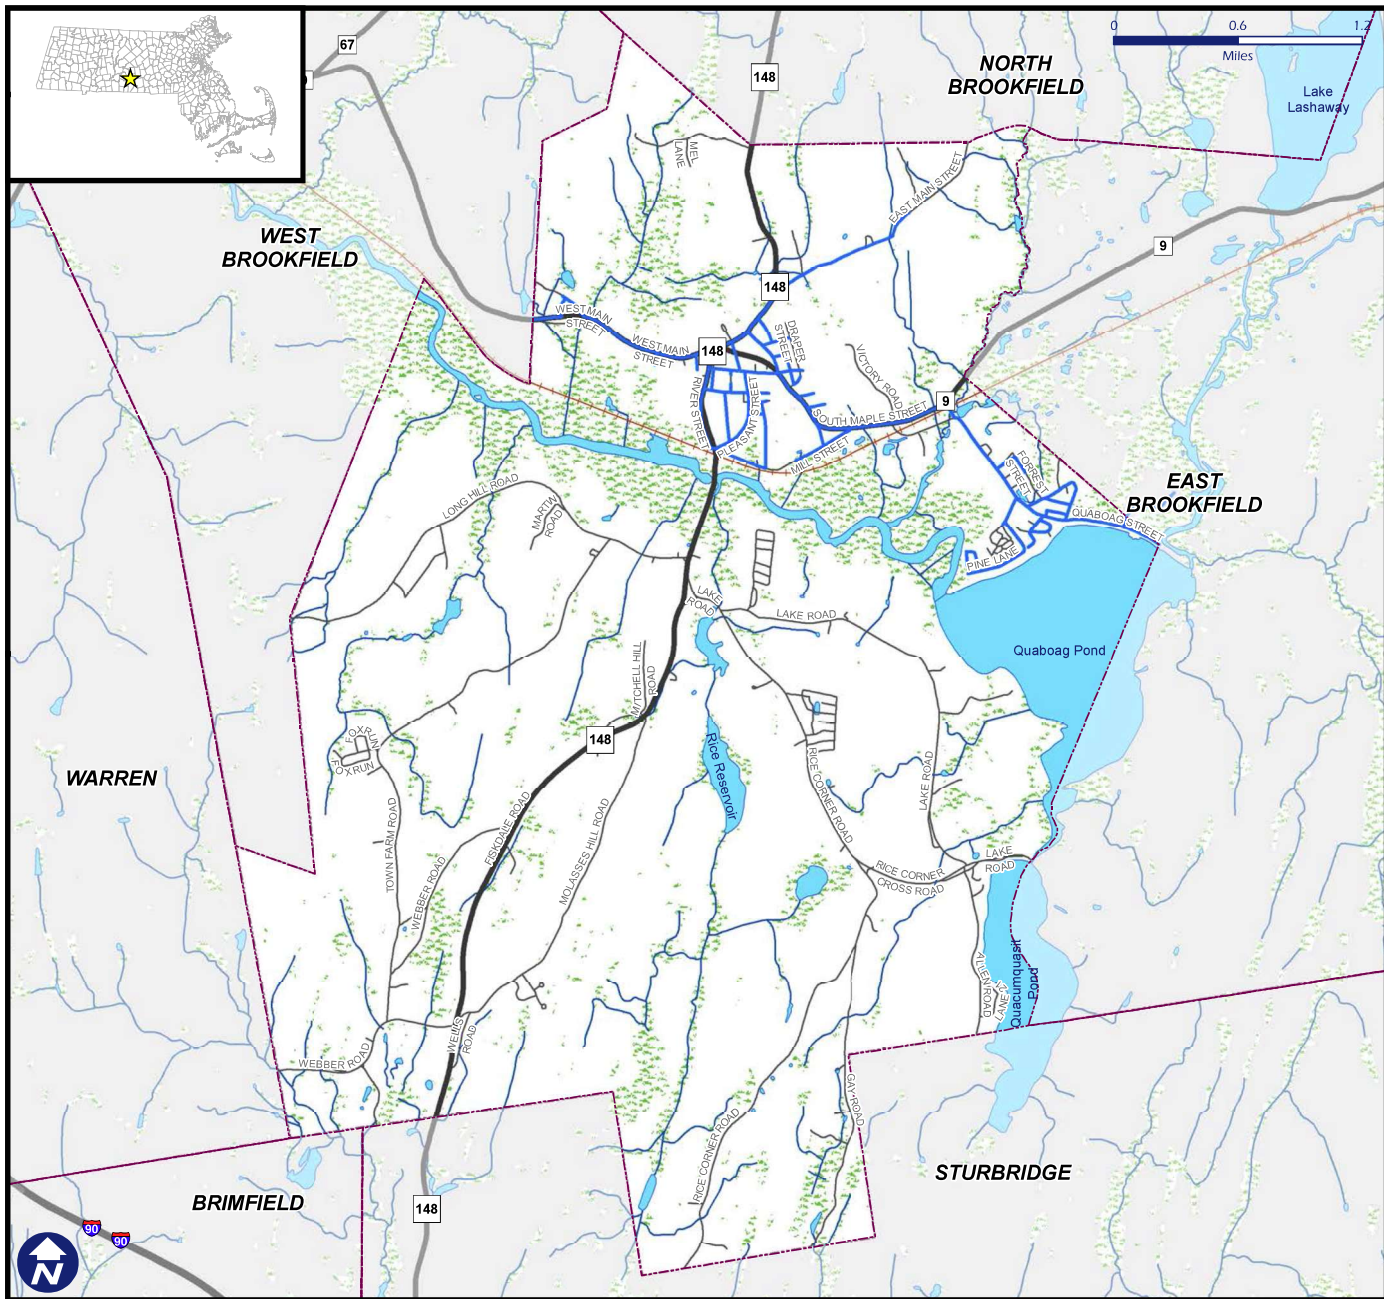 0
0.6
1.2
Miles
67
148
NORTH
BROOKFIELD
Lake
Lashaway
MEL
LANE
EAST MAIN STREET
WEST
BROOKFIELD
9
148
WEST MAIN
STREET
WEST MAIN
STREET
148
DRAPER
STREET
VICTORY ROAD
RIVER STREET
PLEASANT STREET
9
SOUTH MAPLE STREET
MILL STREET
FORREST
STREET
EAST
BROOKFIELD
LONG HILL ROAD
MARTIN
ROAD
QUABOAG STREET
PINE LANE
LAKE
ROAD
LAKE ROAD
Quaboag Pond
MITCHELL HILL
ROAD
148
FOX RUN
FOX RUN
Rice Reservoir
WARREN
RICE CORNER ROAD
LAKE ROAD
TOWN FARM ROAD
FISKDALE ROAD
WEBBER ROAD
MOLASSES HILL ROAD
LAKE
ROAD
RICE CORNER
CROSS ROAD
ALLEN ROAD
LANE
Quacumquasit
Pond
WELLS
ROAD
WEBBER ROAD
GAY ROAD
RICE CORNER ROAD
STURBRIDGE
BRIMFIELD
148
90
90
N